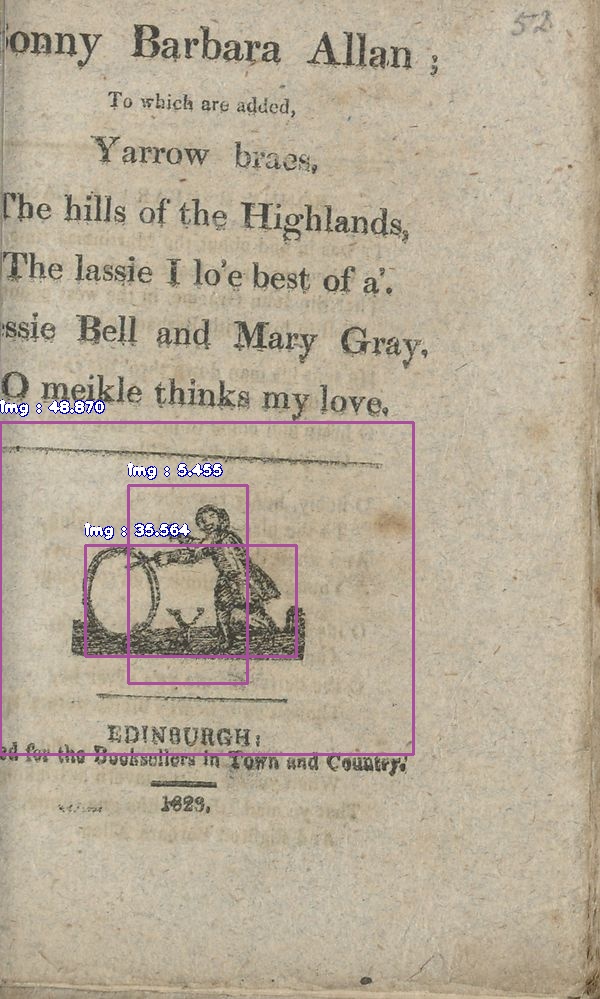 52
onny Barbara Allan ;
To which are added,
Yarrow braes,
The hills of the Highlands,
The lassie I lo'e best of a'.
ssie Bell and Mary Gray,
O meikle thinks my love.
img : 48.870
img : 5.455
img : 35.564
EDINBURGH:
ed for the Booksellers in Town and Country.
1823.